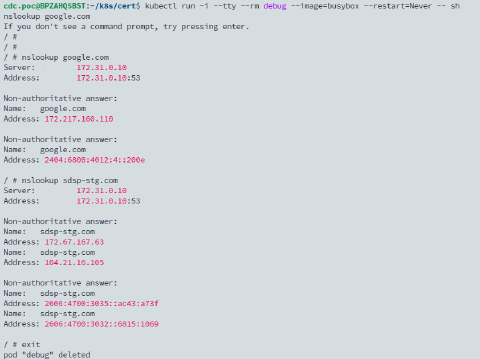 cdc.poc@BPZAHQSBST:~/k8s/cert$ kubectl run -i --tty --rm debug --image=busybox --restart=Never -- sh
nslookup google.com
If you don't see a command prompt, try pressing enter.
/ #
/ #
/ # nslookup google.com
Server: 172.31.0.10
Address: 172.31.0.10:53
Non-authoritative answer:
Name: google.com
Address: 172.217.160.110
Non-authoritative answer:
Name: google.com
Address: 2404:6800:4012:4::200e
/ # nslookup sdsp-stg.com
Server: 172.31.0.10
Address: 172.31.0.10:53
Non-authoritative answer:
Name: sdsp-stg.com
Address: 172.67.167.63
Name: sdsp-stg.com
Address: 104.21.16.105
Non-authoritative answer:
Name: sdsp-stg.com
Address: 2606:4700:3035::ac43:a73f
Name: sdsp-stg.com
Address: 2606:4700:3032::6815:1069
/ # exit
pod "debug" deleted